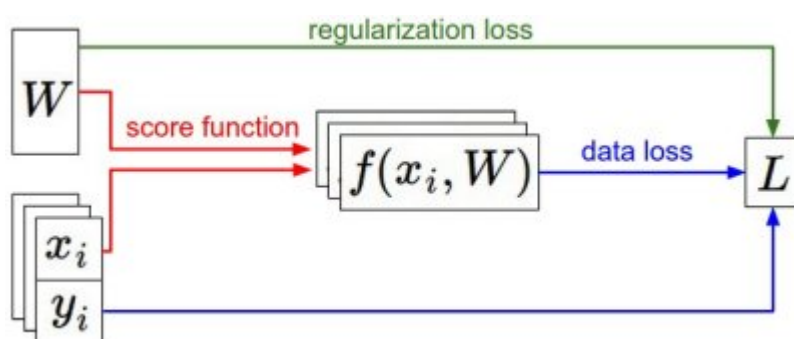 regularization loss
W
score function
f(x_i, W)
data loss
L
x_i
y_i